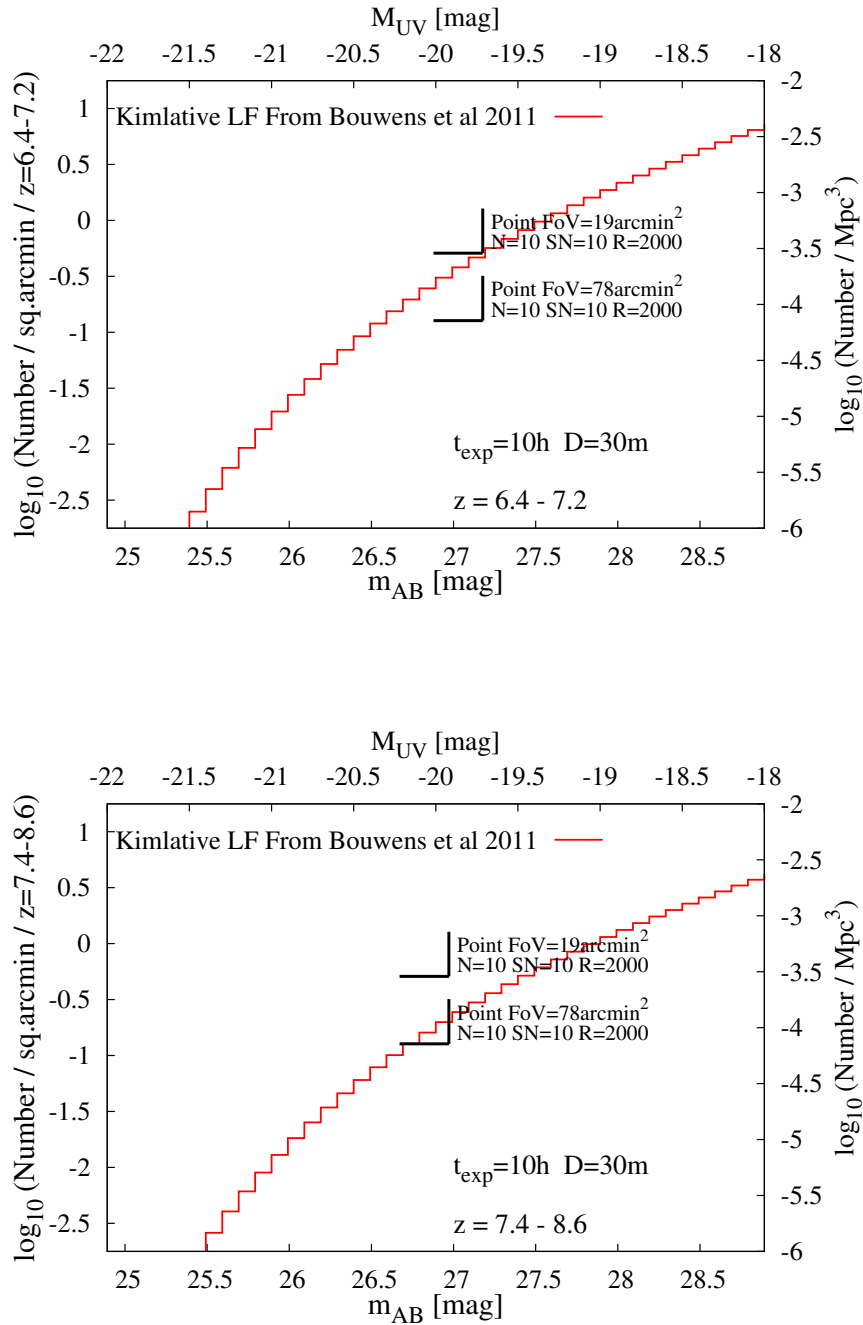 M_UV [mag]
-22 -21.5 -21 -20.5 -20 -19.5 -19 -18.5 -18
log_10 (Number / sq.arcmin / z=6.4-7.2)
1
0.5
0
-0.5
-1
-1.5
-2
-2.5
Kimlative LF From Bouwens et al 2011
Point FoV=19arcmin^2
N=10 SN=10 R=2000
Point FoV=78arcmin^2
N=10 SN=10 R=2000
t_exp=10h D=30m
z = 6.4 - 7.2
-2
-2.5
-3
-3.5
-4
-4.5
-5
-5.5
-6
log_10 (Number / Mpc^3)
25 25.5 26 26.5 27 27.5 28 28.5
m_AB [mag]
M_UV [mag]
-22 -21.5 -21 -20.5 -20 -19.5 -19 -18.5 -18
log_10 (Number / sq.arcmin / z=7.4-8.6)
1
0.5
0
-0.5
-1
-1.5
-2
-2.5
Kimlative LF From Bouwens et al 2011
Point FoV=19arcmin^2
N=10 SN=10 R=2000
Point FoV=78arcmin^2
N=10 SN=10 R=2000
t_exp=10h D=30m
z = 7.4 - 8.6
-2
-2.5
-3
-3.5
-4
-4.5
-5
-5.5
-6
log_10 (Number / Mpc^3)
25 25.5 26 26.5 27 27.5 28 28.5
m_AB [mag]